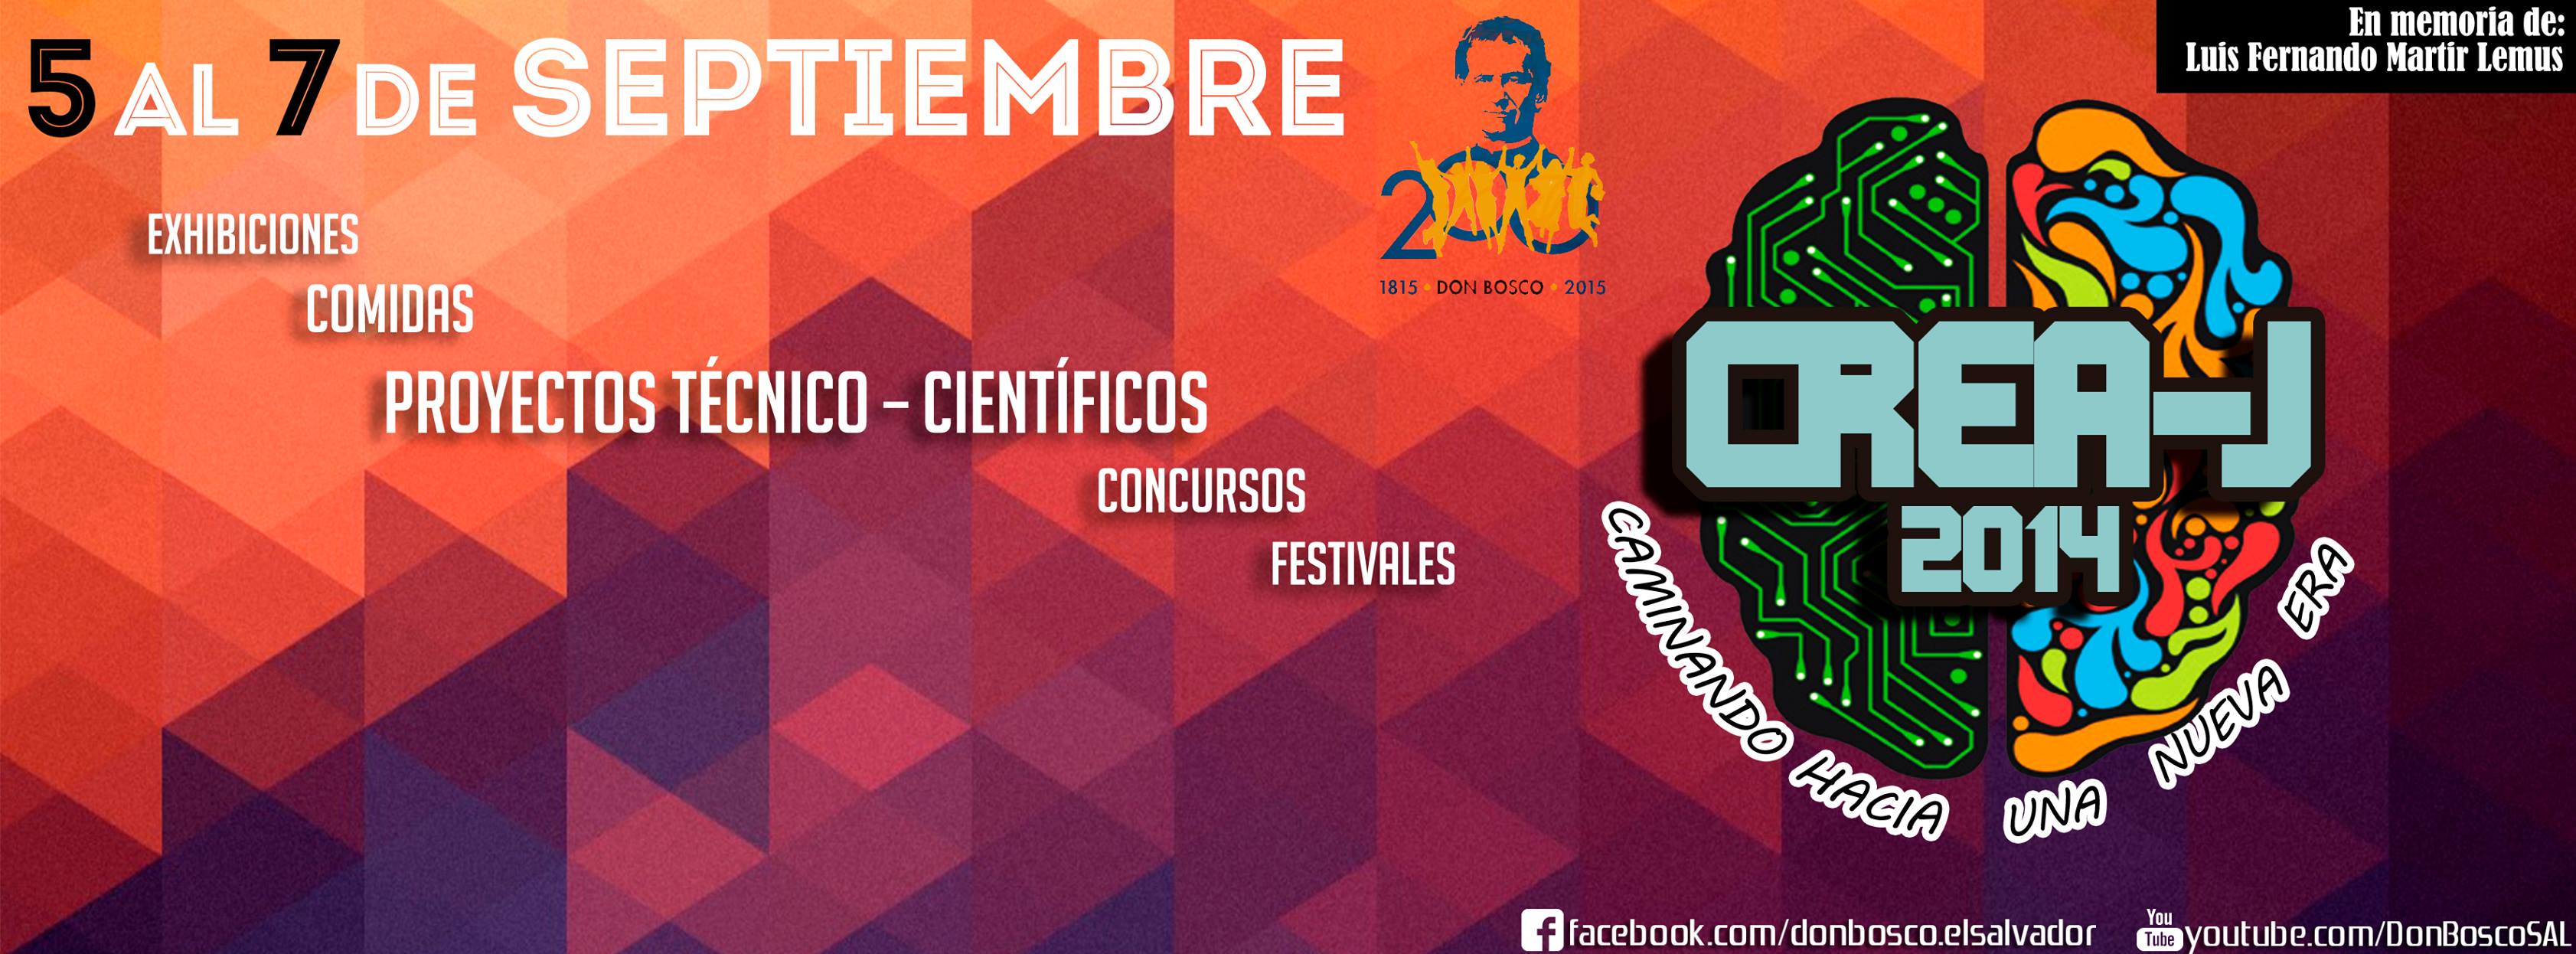 5 AL 7 DE SEPTIEMBRE
En memoria de:
Luis Fernando Martir Lemus
200
1815 • DON BOSCO • 2015
EXHIBICIONES
COMIDAS
PROYECTOS TÉCNICO – CIENTÍFICOS
CONCURSOS
FESTIVALES
CREA-J
2014
CAMINANDO HACIA UNA NUEVA ERA
f facebook.com/donbosco.elsalvador
You Tube youtube.com/DonBoscoSAL